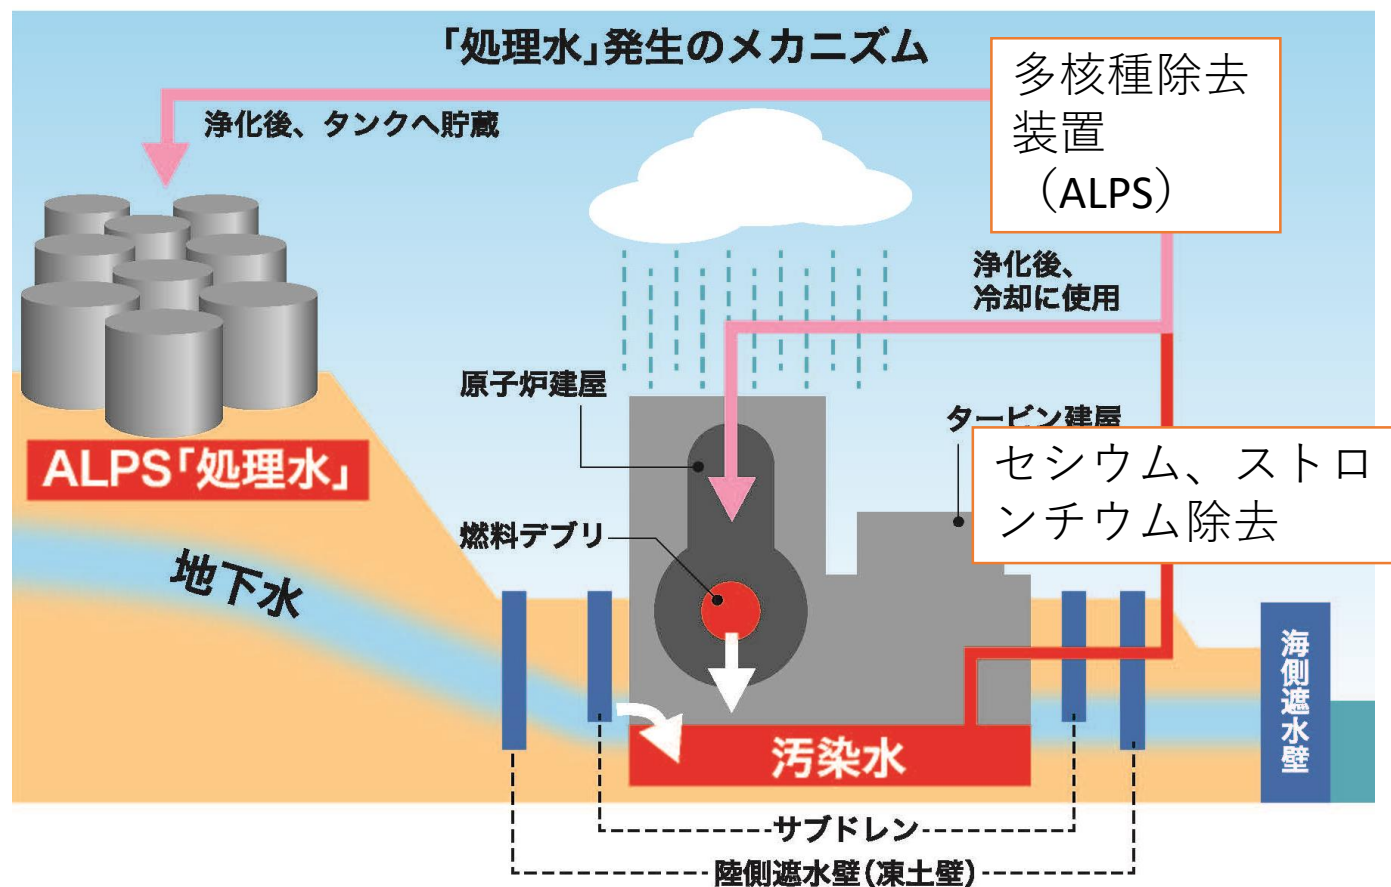 「処理水」発生のメカニズム
多核種除去
装置
（ALPS）
浄化後、タンクへ貯蔵
浄化後、
冷却に使用
原子炉建屋
タービン建屋
セシウム、ストロ
ンチウム除去
ALPS「処理水」
燃料デブリ
地下水
海側遮水壁
汚染水
サブドレン
陸側遮水壁(凍土壁)